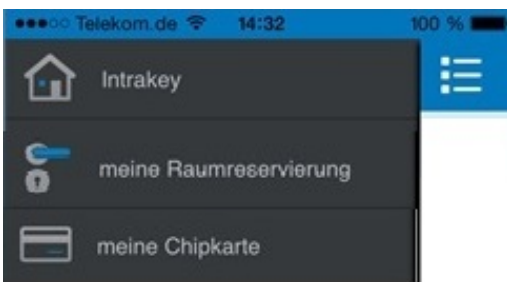 Telekom.de 14:32 100 %
Intrakey
meine Raumreservierung
meine Chipkarte